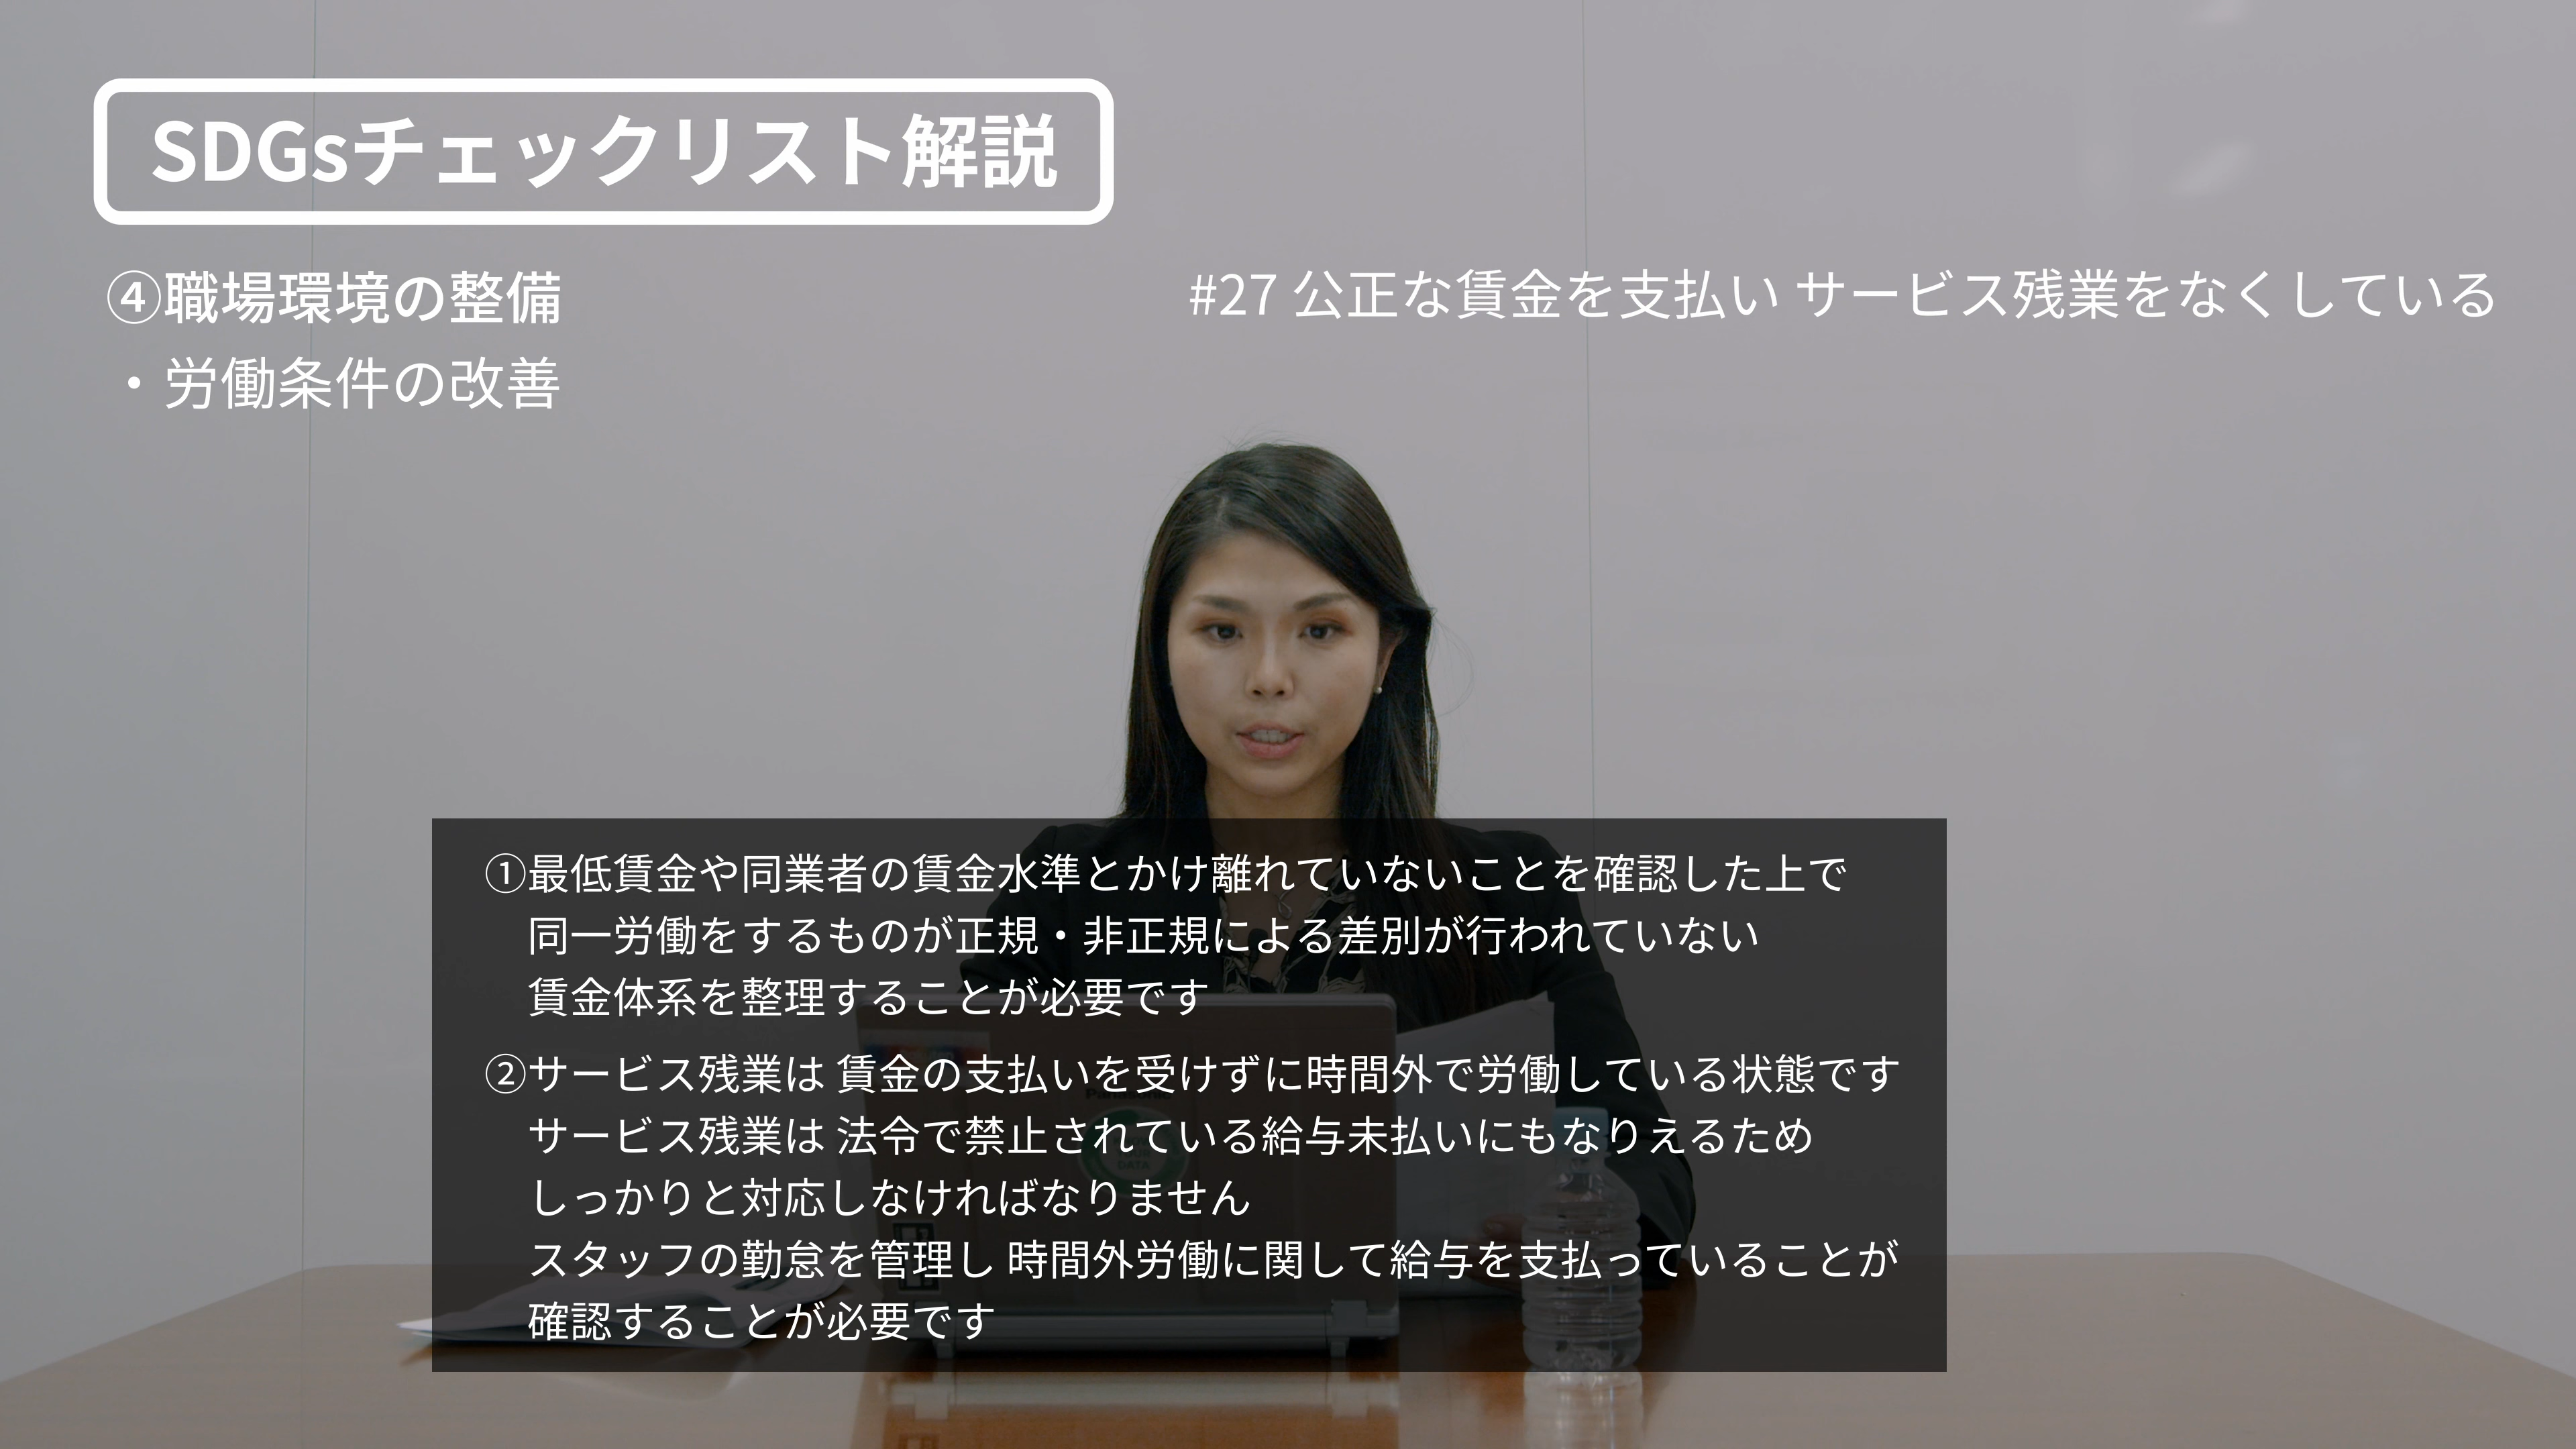 SDGsチェックリスト解説
④職場環境の整備
・労働条件の改善
#27 公正な賃金を支払い サービス残業をなくしている
①最低賃金や同業者の賃金水準とかけ離れていないことを確認した上で
同一労働をするものが正規・非正規による差別が行われていない
賃金体系を整理することが必要です
②サービス残業は 賃金の支払いを受けずに時間外で労働している状態です
サービス残業は 法令で禁止されている給与未払いにもなりえるため
しっかりと対応しなければなりません
スタッフの勤怠を管理し 時間外労働に関して給与を支払っていることが
確認することが必要です
Panasonic
DATA